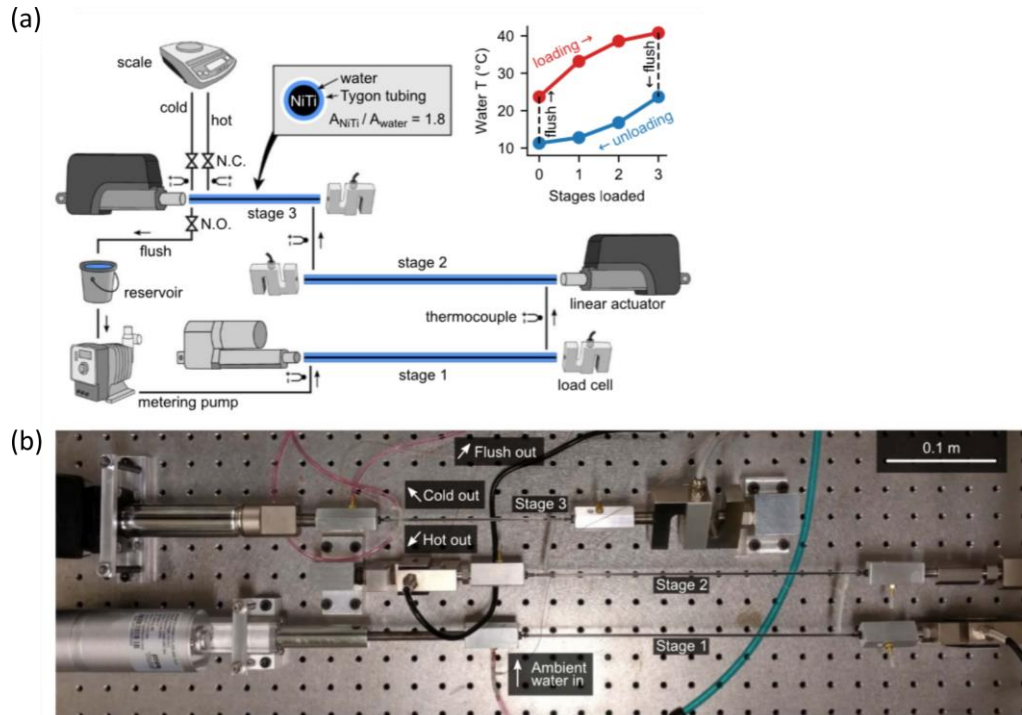 (a)
scale
cold
hot
N.C.
water
NiTi
Tygon tubing
A_NiTi / A_water = 1.8
stage 3
N.O.
flush
reservoir
metering pump
stage 2
linear actuator
thermocouple
stage 1
load cell
Water T (°C)
40
30
20
10
loading →
← flush
flush →
← unloading
0
1
2
3
Stages loaded
(b)
↗ Flush out
↖ Cold out
↙ Hot out
Stage 3
0.1 m
Stage 2
Stage 1
↑ Ambient
water in